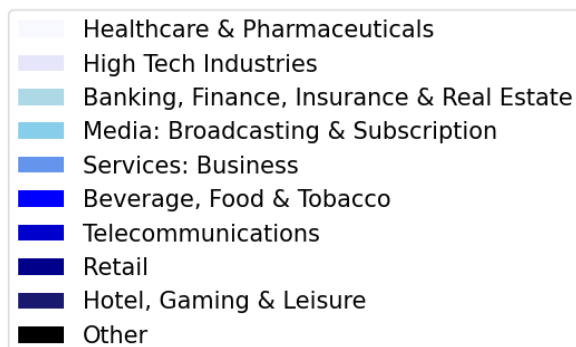 Healthcare & Pharmaceuticals
High Tech Industries
Banking, Finance, Insurance & Real Estate
Media: Broadcasting & Subscription
Services: Business
Beverage, Food & Tobacco
Telecommunications
Retail
Hotel, Gaming & Leisure
Other